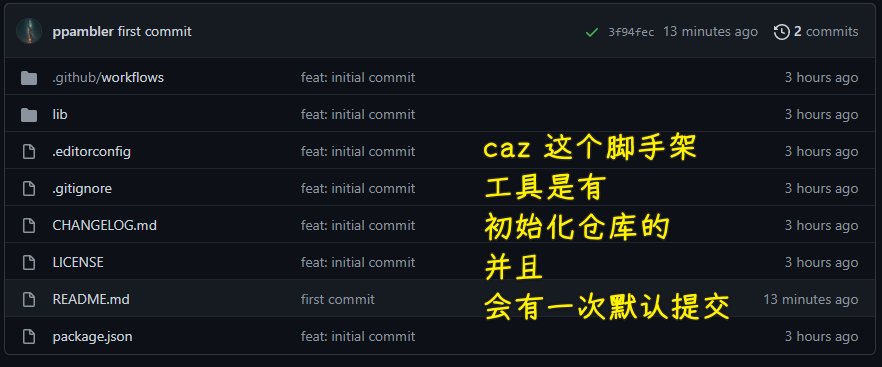 ppambler first commit 3f94fec 13 minutes ago 2 commits
.github/workflows feat: initial commit 3 hours ago
lib feat: initial commit 3 hours ago
.editorconfig feat: initial commit 3 hours ago
.gitignore feat: initial commit 3 hours ago
CHANGELOG.md feat: initial commit 3 hours ago
LICENSE feat: initial commit 3 hours ago
README.md first commit 13 minutes ago
package.json feat: initial commit 3 hours ago
caz 这个脚手架
工具是有
初始化仓库的
并且
会有一次默认提交